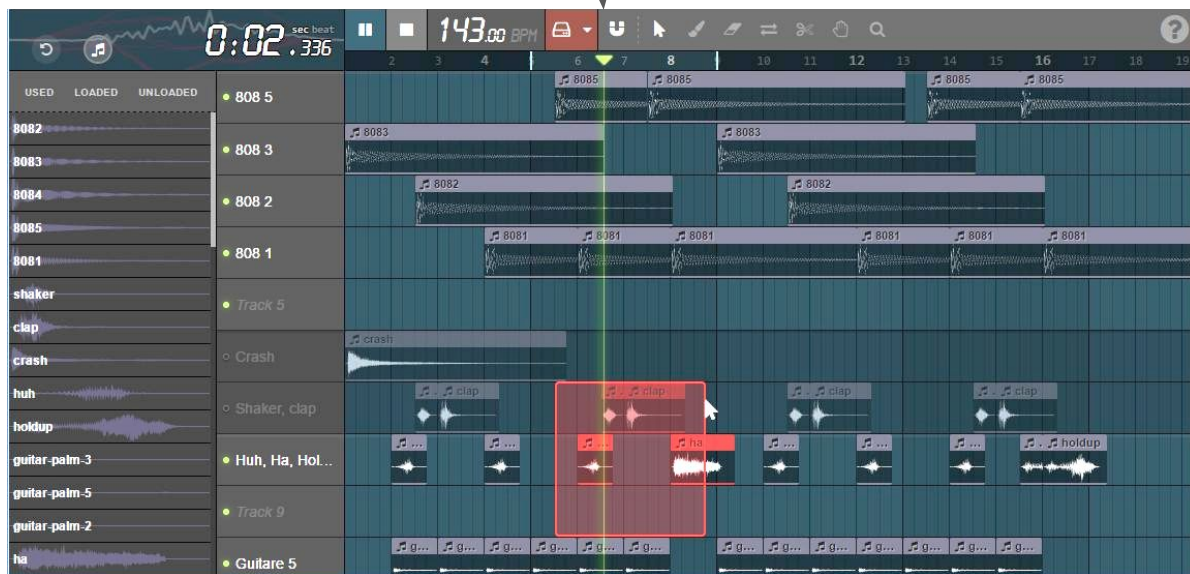 0:02.336 sec beat
143.00 BPM
?
2 3 4 5 6 7 8 9 10 11 12 13 14 15 16 17 18 19
USED LOADED UNLOADED
8082
8083
8084
8085
8081
shaker
clap
crash
huh
holdup
guitar-palm-3
guitar-palm-5
guitar-palm-2
ha
808 5
8085 8085 8085 8085
808 3
8083 8083
808 2
8082 8082
808 1
8081 8081 8081 8081 8081 8081
Track 5
Crash
crash
Shaker, clap
. clap . clap . clap . clap
Huh, Ha, Hol...
... ... ... ha ... ... ... . holdup
Track 9
Guitare 5
g... g... g... g... g... g... g... g... g... g... g... g... g...